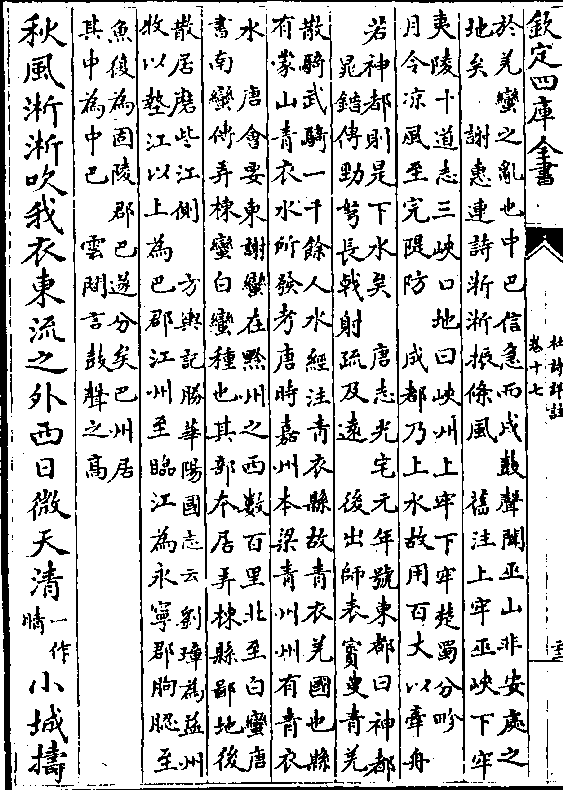 欽定四庫全書
杜詩詳註
卷十七
於羌蠻之亂也中巴信急而戍鼓聲聞巫山非安處之
地矣 謝惠連詩淅淅振條風 舊注上牢巫峽下牢
夷陵十道志三峽口地曰峽州上牢下牢楚蜀分畛
月令涼風至完隄防 成都乃上水故用百丈以牽舟
若神都則是下水矣 唐志光宅元年號東都曰神都
晁錯傳勁弩長戟射疏及遠 後出師表賨叟青羌
散騎武騎一千餘人水經注青衣縣故青衣羌國也縣
有蒙山青衣水所發考唐時嘉州本梁青州州有青衣
水 唐會要東謝蠻在黔州之西數百里北至白蠻唐
書南蠻傳弄棟蠻白蠻種也其部本居弄棟縣鄙地後
散居磨些江側 方輿記勝華陽國志云劉璋為益州
牧以墊江以上為巴郡江州至臨江為永寧郡朐䏰至
魚復為固陵郡巴遂分矣巴州居
其中為中巴 雲間言鼓聲之高
秋風淅淅吹我衣東流之外西日微天清一作晴小城擣